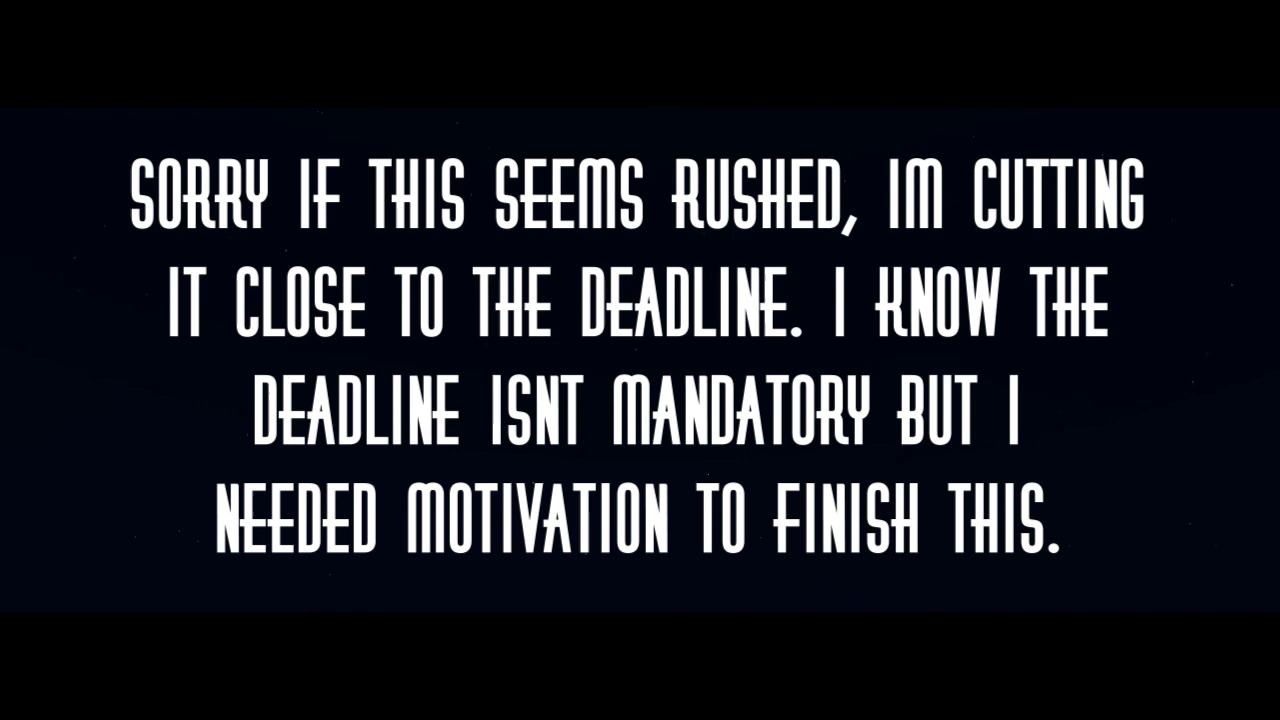 SORRY IF THIS SEEMS RUSHED, IM CUTTING
IT CLOSE TO THE DEADLINE. I KNOW THE
DEADLINE ISNT MANDATORY BUT I
NEEDED MOTIVATION TO FINISH THIS.